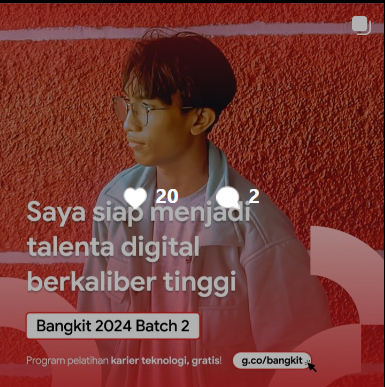 20 2
Saya siap menjadi
talenta digital
berkaliber tinggi
Bangkit 2024 Batch 2
Program pelatihan karier teknologi, gratis!
g.co/bangkit